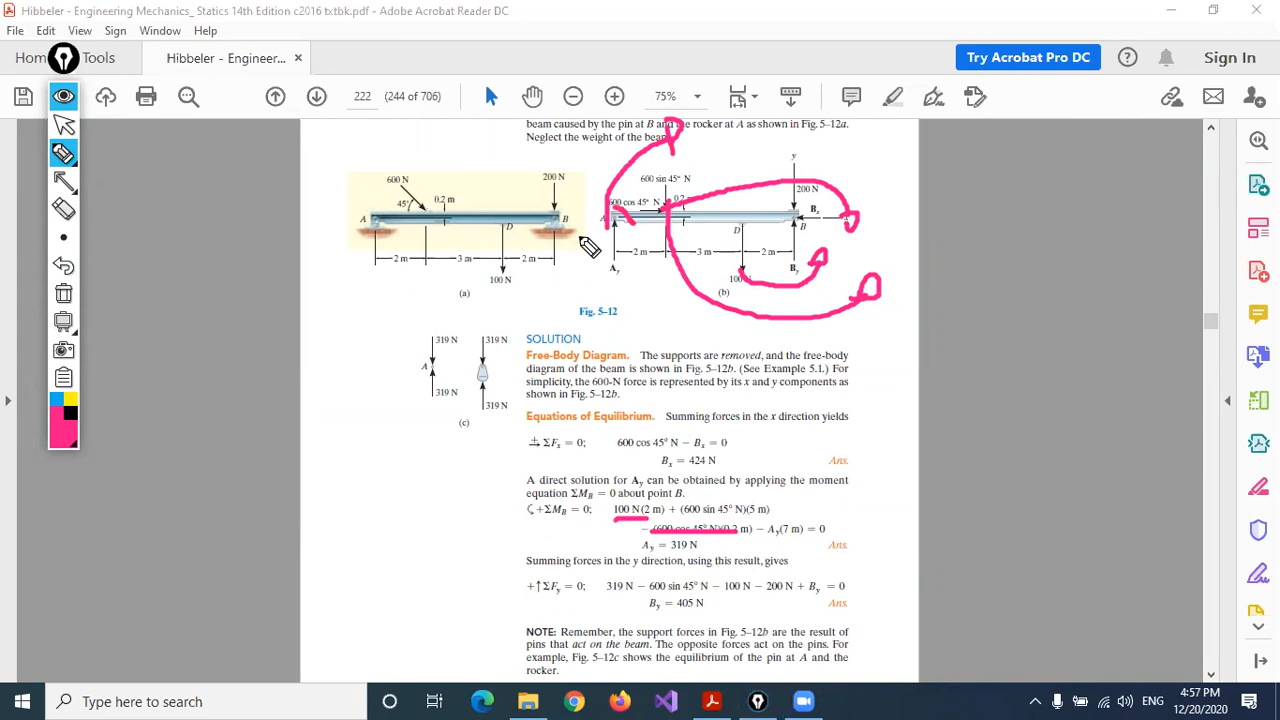 Hibbeler - Engineering Mechanics_ Statics 14th Edition c2016 txtbk.pdf - Adobe Acrobat Reader DC
File Edit View Sign Window Help
Hom Tools Hibbeler - Engineer... × Try Acrobat Pro DC Sign In
222 (244 of 706) 75%
beam caused by the pin at B and the rocker at A as shown in Fig. 5–12a.
Neglect the weight of the beam.
600 N 200 N
45° 0.2 m
A B
D
2 m 3 m 2 m
100 N
(a)
y
600 sin 45° N
200 N
600 cos 45° N 0.2 m
Bx
A B
D
2 m 3 m 2 m
Ay By
100 N
(b)
Fig. 5–12
319 N 319 N
A
319 N
319 N
(c)
SOLUTION
Free-Body Diagram. The supports are removed, and the free-body
diagram of the beam is shown in Fig. 5–12b. (See Example 5.1.) For
simplicity, the 600-N force is represented by its x and y components as
shown in Fig. 5–12b.
Equations of Equilibrium. Summing forces in the x direction yields
→+ ΣFx = 0; 600 cos 45° N − Bx = 0
Bx = 424 N Ans.
A direct solution for Ay can be obtained by applying the moment
equation ΣMB = 0 about point B.
↺+ΣMB = 0; 100 N(2 m) + (600 sin 45° N)(5 m)
− (600 cos 45° N)(0.2 m) − Ay(7 m) = 0
Ay = 319 N Ans.
Summing forces in the y direction, using this result, gives
+↑ΣFy = 0; 319 N − 600 sin 45° N − 100 N − 200 N + By = 0
By = 405 N Ans.
NOTE: Remember, the support forces in Fig. 5–12b are the result of
pins that act on the beam. The opposite forces act on the pins. For
example, Fig. 5–12c shows the equilibrium of the pin at A and the
rocker.
Type here to search
ENG
4:57 PM
12/20/2020